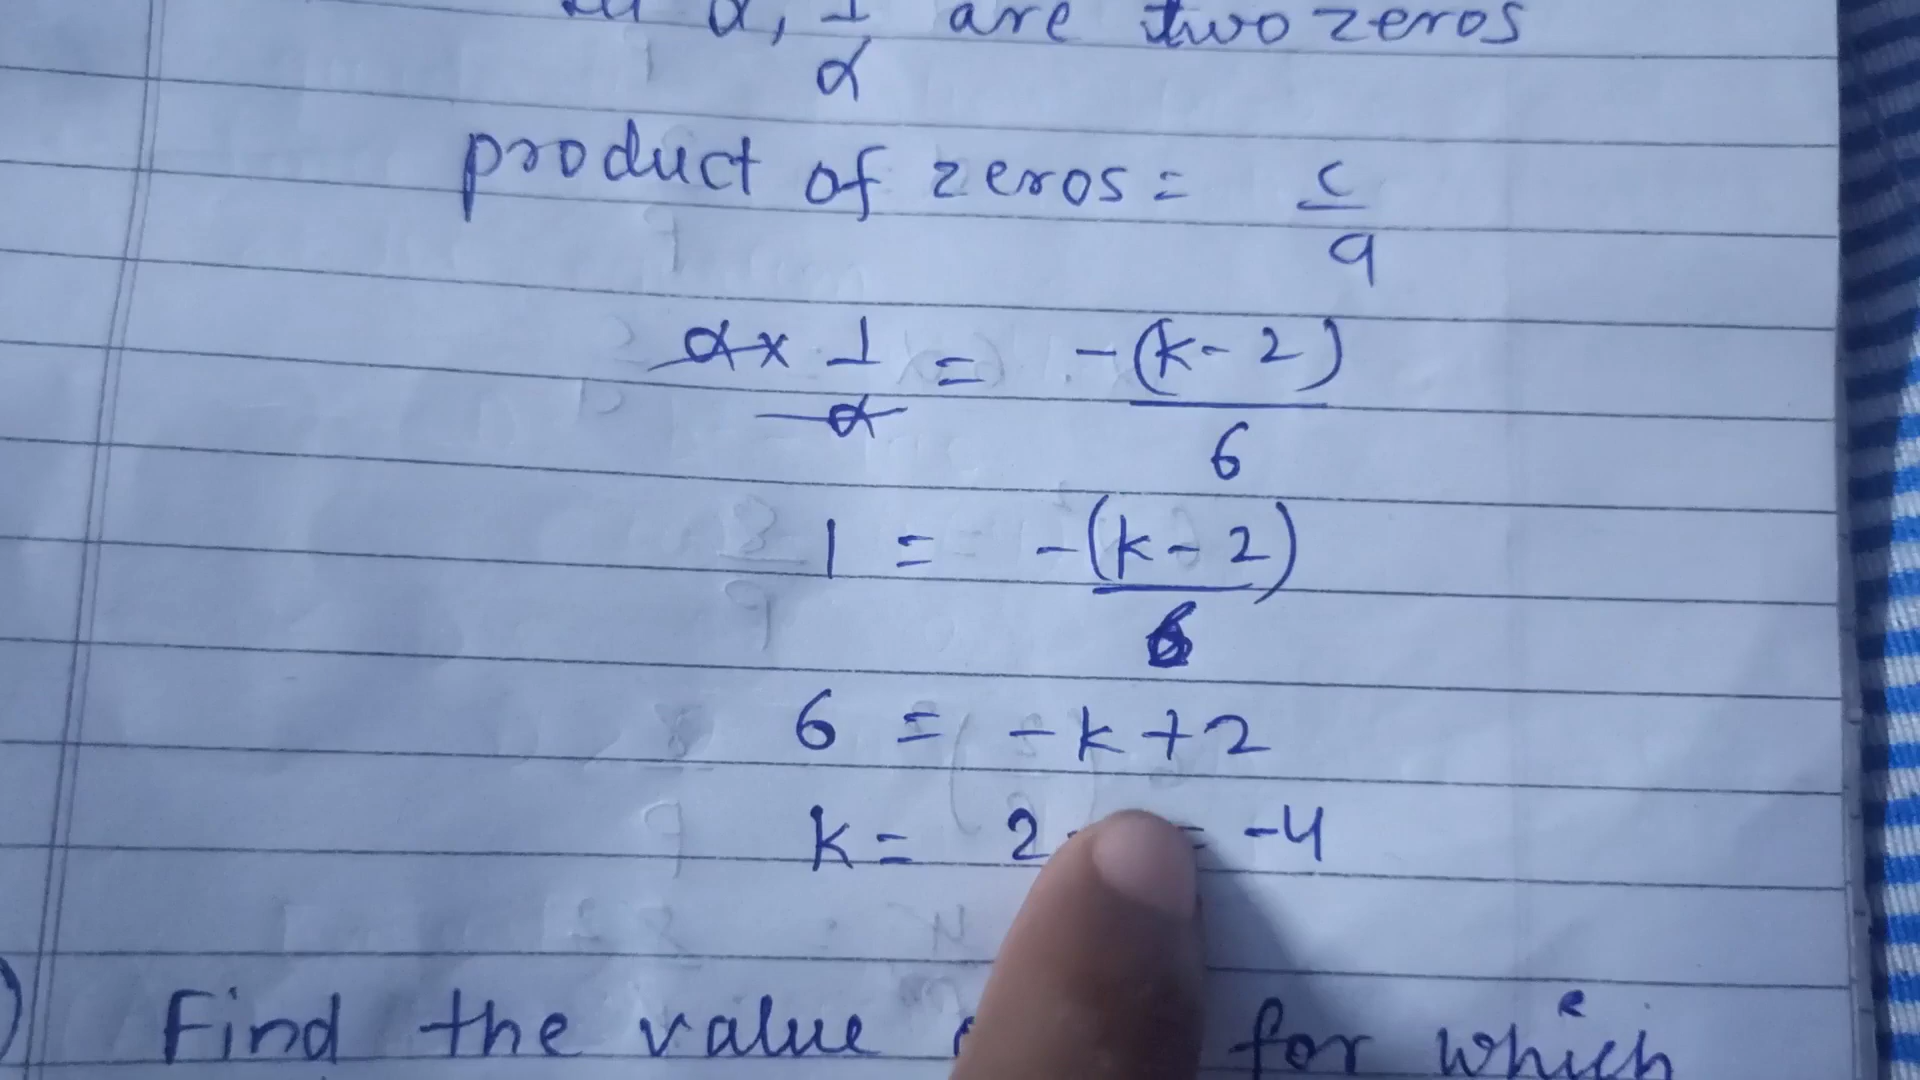 α, 1/α are two zeros
product of zeros = c/a
α x 1/α = -(k-2)/6
1 = -(k-2)/6
6 = -k+2
k = 2 = -4
Find the value for which